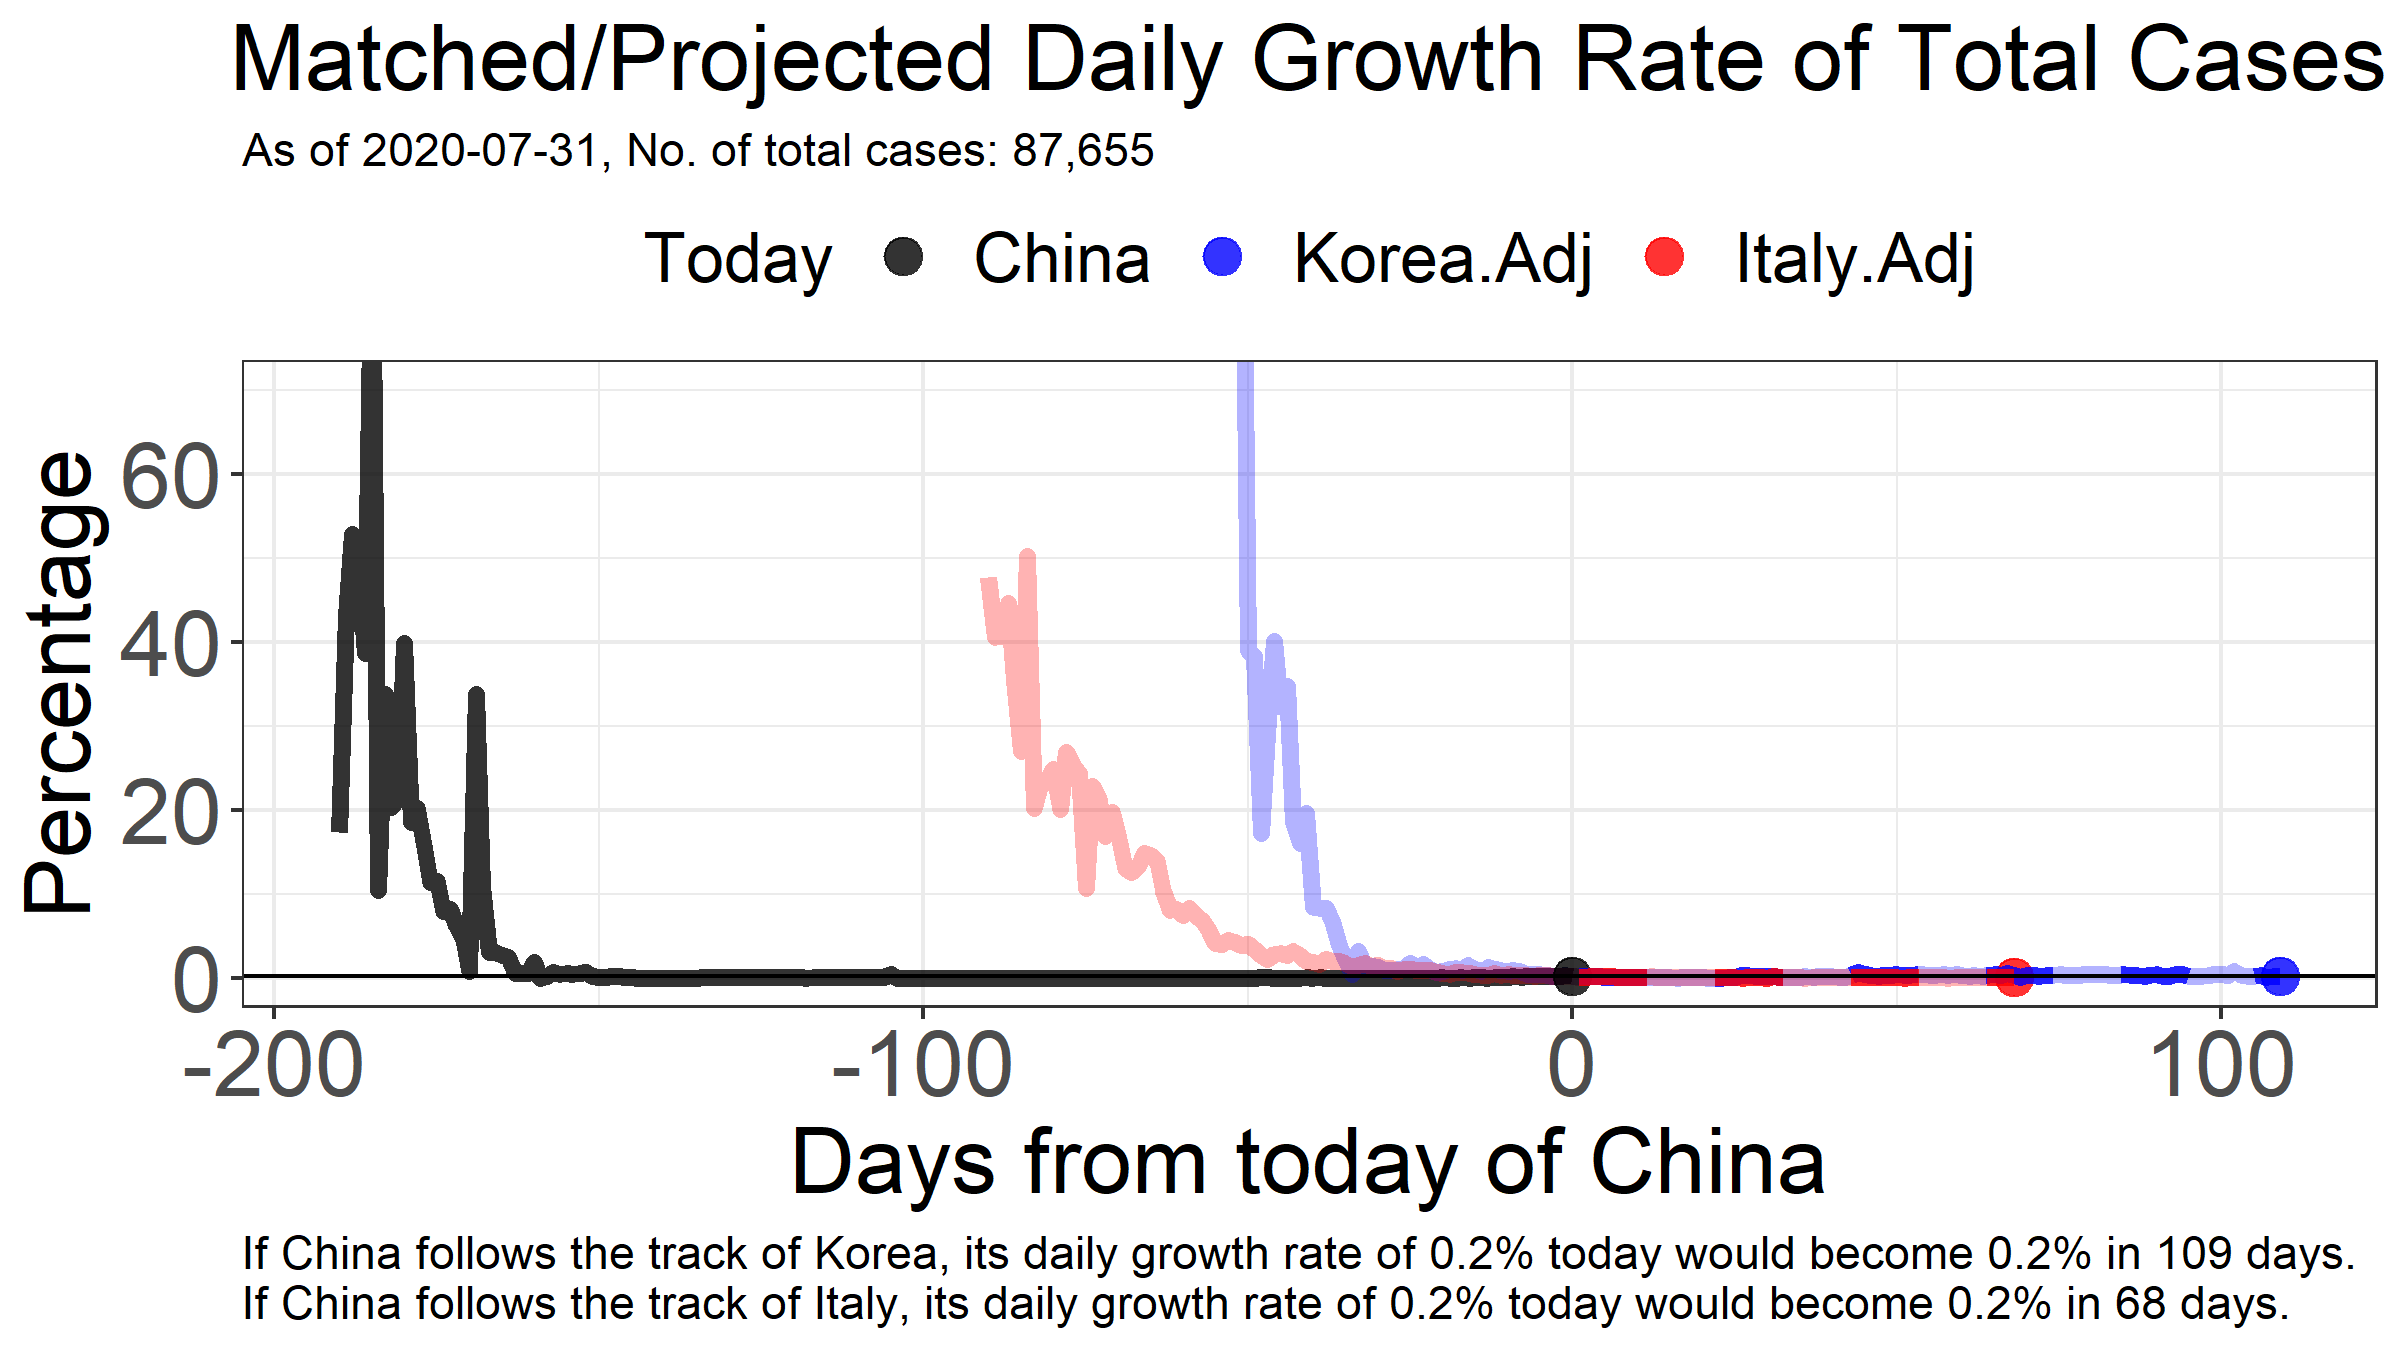 Matched/Projected Daily Growth Rate of Total Cases
As of 2020-07-31, No. of total cases: 87,655
Today China Korea.Adj Italy.Adj
Percentage
60
40
20
0
-200 -100 0 100
Days from today of China
If China follows the track of Korea, its daily growth rate of 0.2% today would become 0.2% in 109 days.
If China follows the track of Italy, its daily growth rate of 0.2% today would become 0.2% in 68 days.